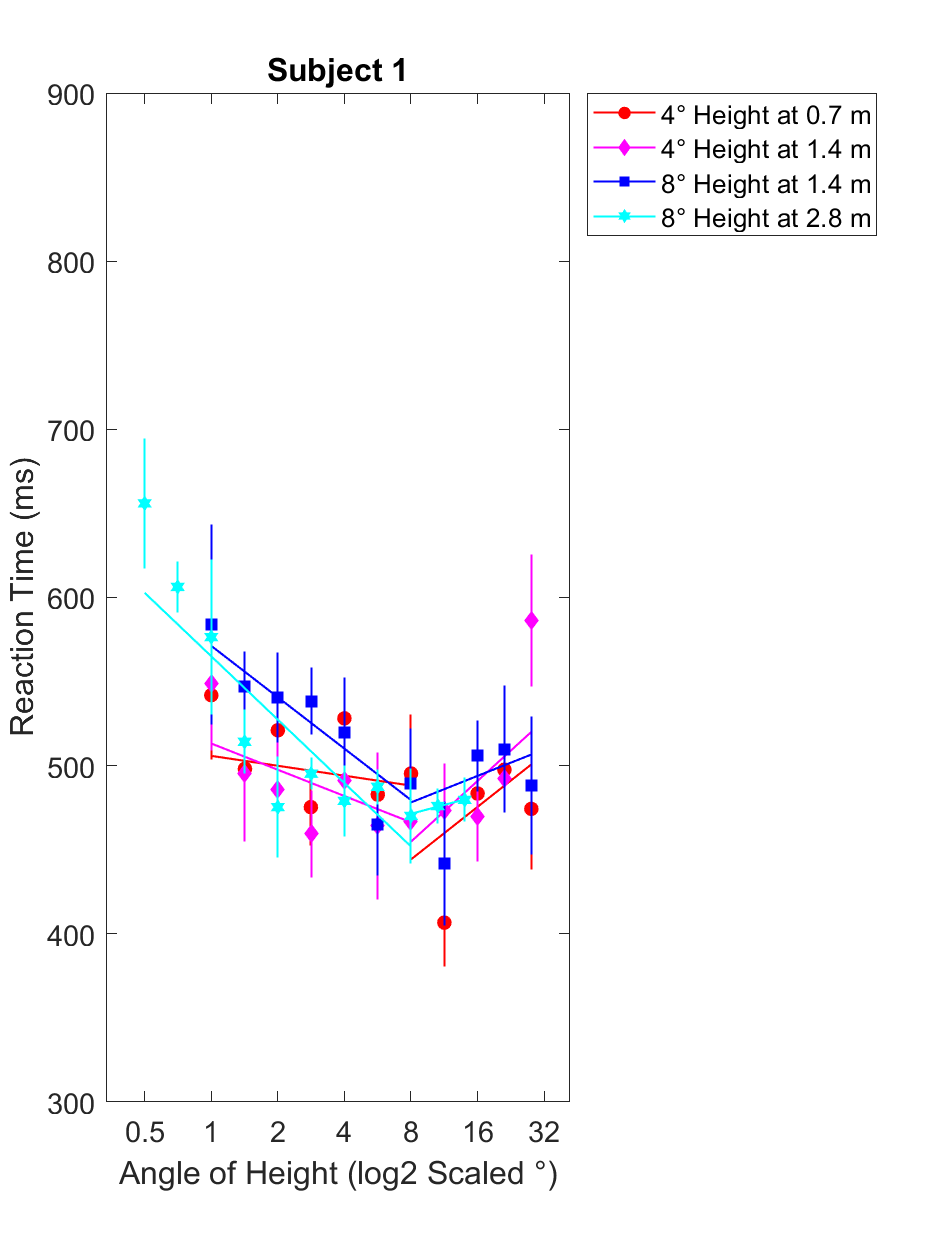 Subject 1
900
800
700
600
500
400
300
Reaction Time (ms)
0.5 1 2 4 8 16 32
Angle of Height (log2 Scaled °)
4° Height at 0.7 m
4° Height at 1.4 m
8° Height at 1.4 m
8° Height at 2.8 m